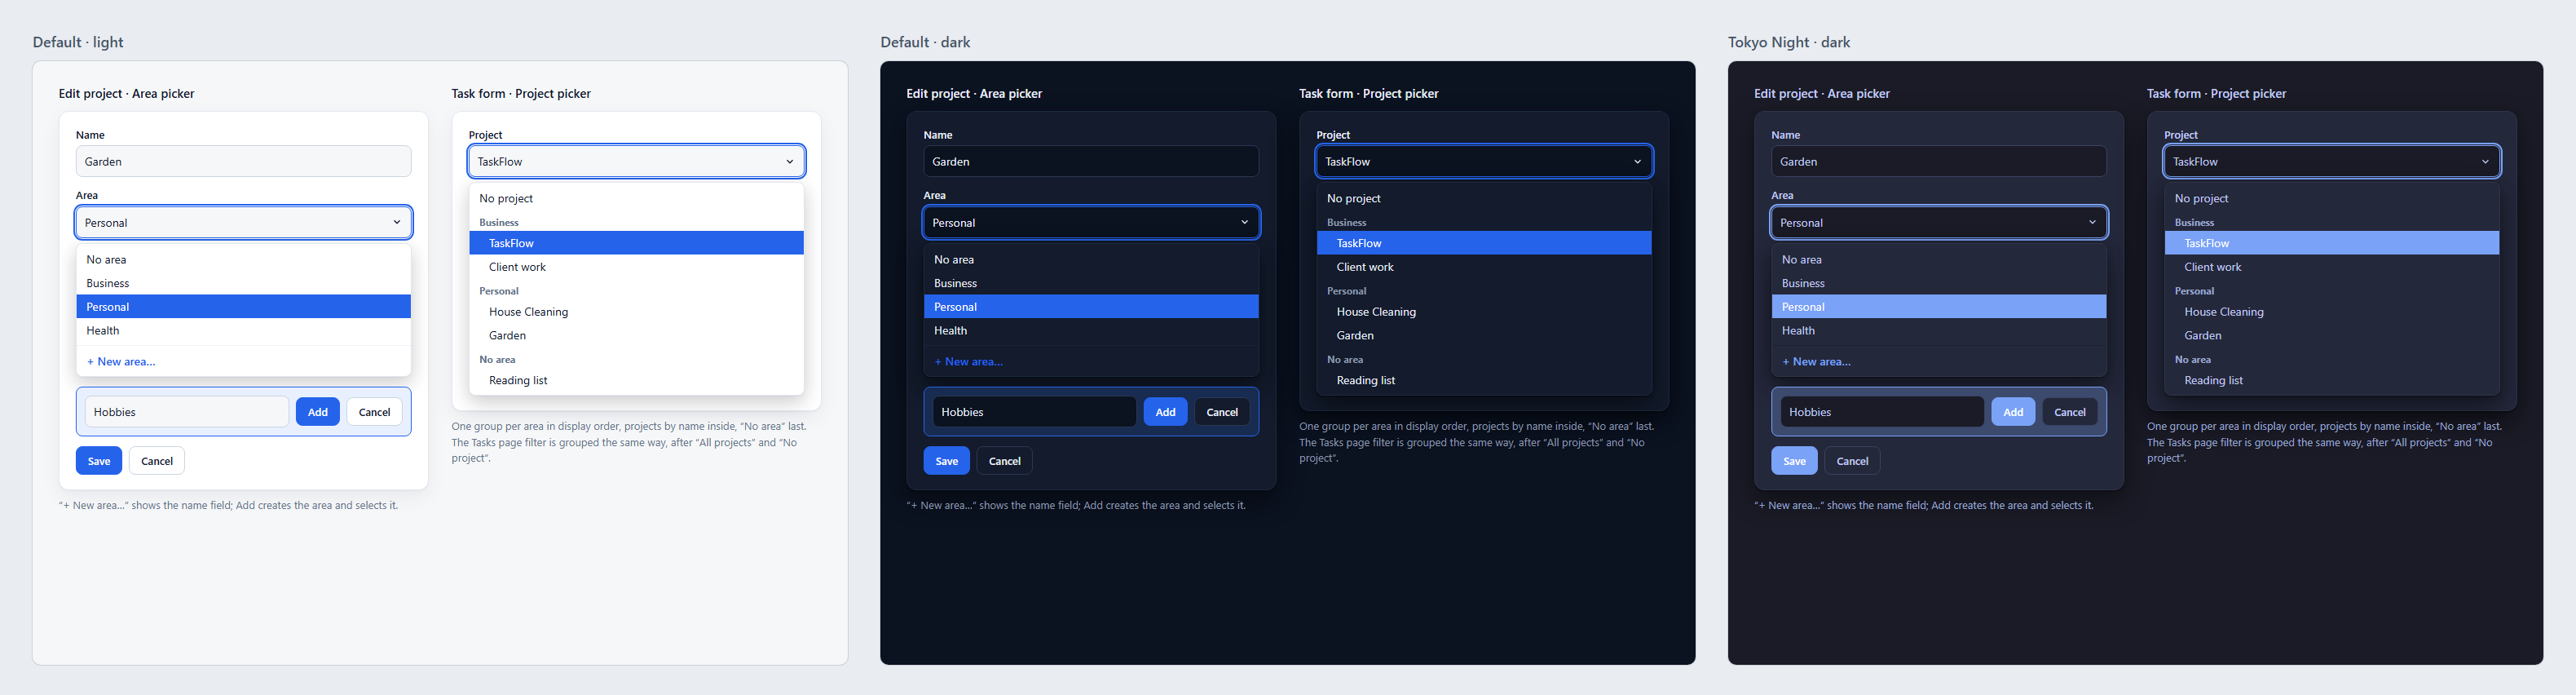 Default · light
Edit project · Area picker
Name
Garden
Area
Personal
No area
Business
Personal
Health
+ New area...
Hobbies
Add
Cancel
Save
Cancel
"+ New area..." shows the name field; Add creates the area and selects it.
Task form · Project picker
Project
TaskFlow
No project
Business
TaskFlow
Client work
Personal
House Cleaning
Garden
No area
Reading list
One group per area in display order, projects by name inside, "No area" last.
The Tasks page filter is grouped the same way, after "All projects" and "No
project".
Default · dark
Edit project · Area picker
Name
Garden
Area
Personal
No area
Business
Personal
Health
+ New area...
Hobbies
Add
Cancel
Save
Cancel
"+ New area..." shows the name field; Add creates the area and selects it.
Task form · Project picker
Project
TaskFlow
No project
Business
TaskFlow
Client work
Personal
House Cleaning
Garden
No area
Reading list
One group per area in display order, projects by name inside, "No area" last.
The Tasks page filter is grouped the same way, after "All projects" and "No
project".
Tokyo Night · dark
Edit project · Area picker
Name
Garden
Area
Personal
No area
Business
Personal
Health
+ New area...
Hobbies
Add
Cancel
Save
Cancel
"+ New area..." shows the name field; Add creates the area and selects it.
Task form · Project picker
Project
TaskFlow
No project
Business
TaskFlow
Client work
Personal
House Cleaning
Garden
No area
Reading list
One group per area in display order, projects by name inside, "No area" last.
The Tasks page filter is grouped the same way, after "All projects" and "No
project".